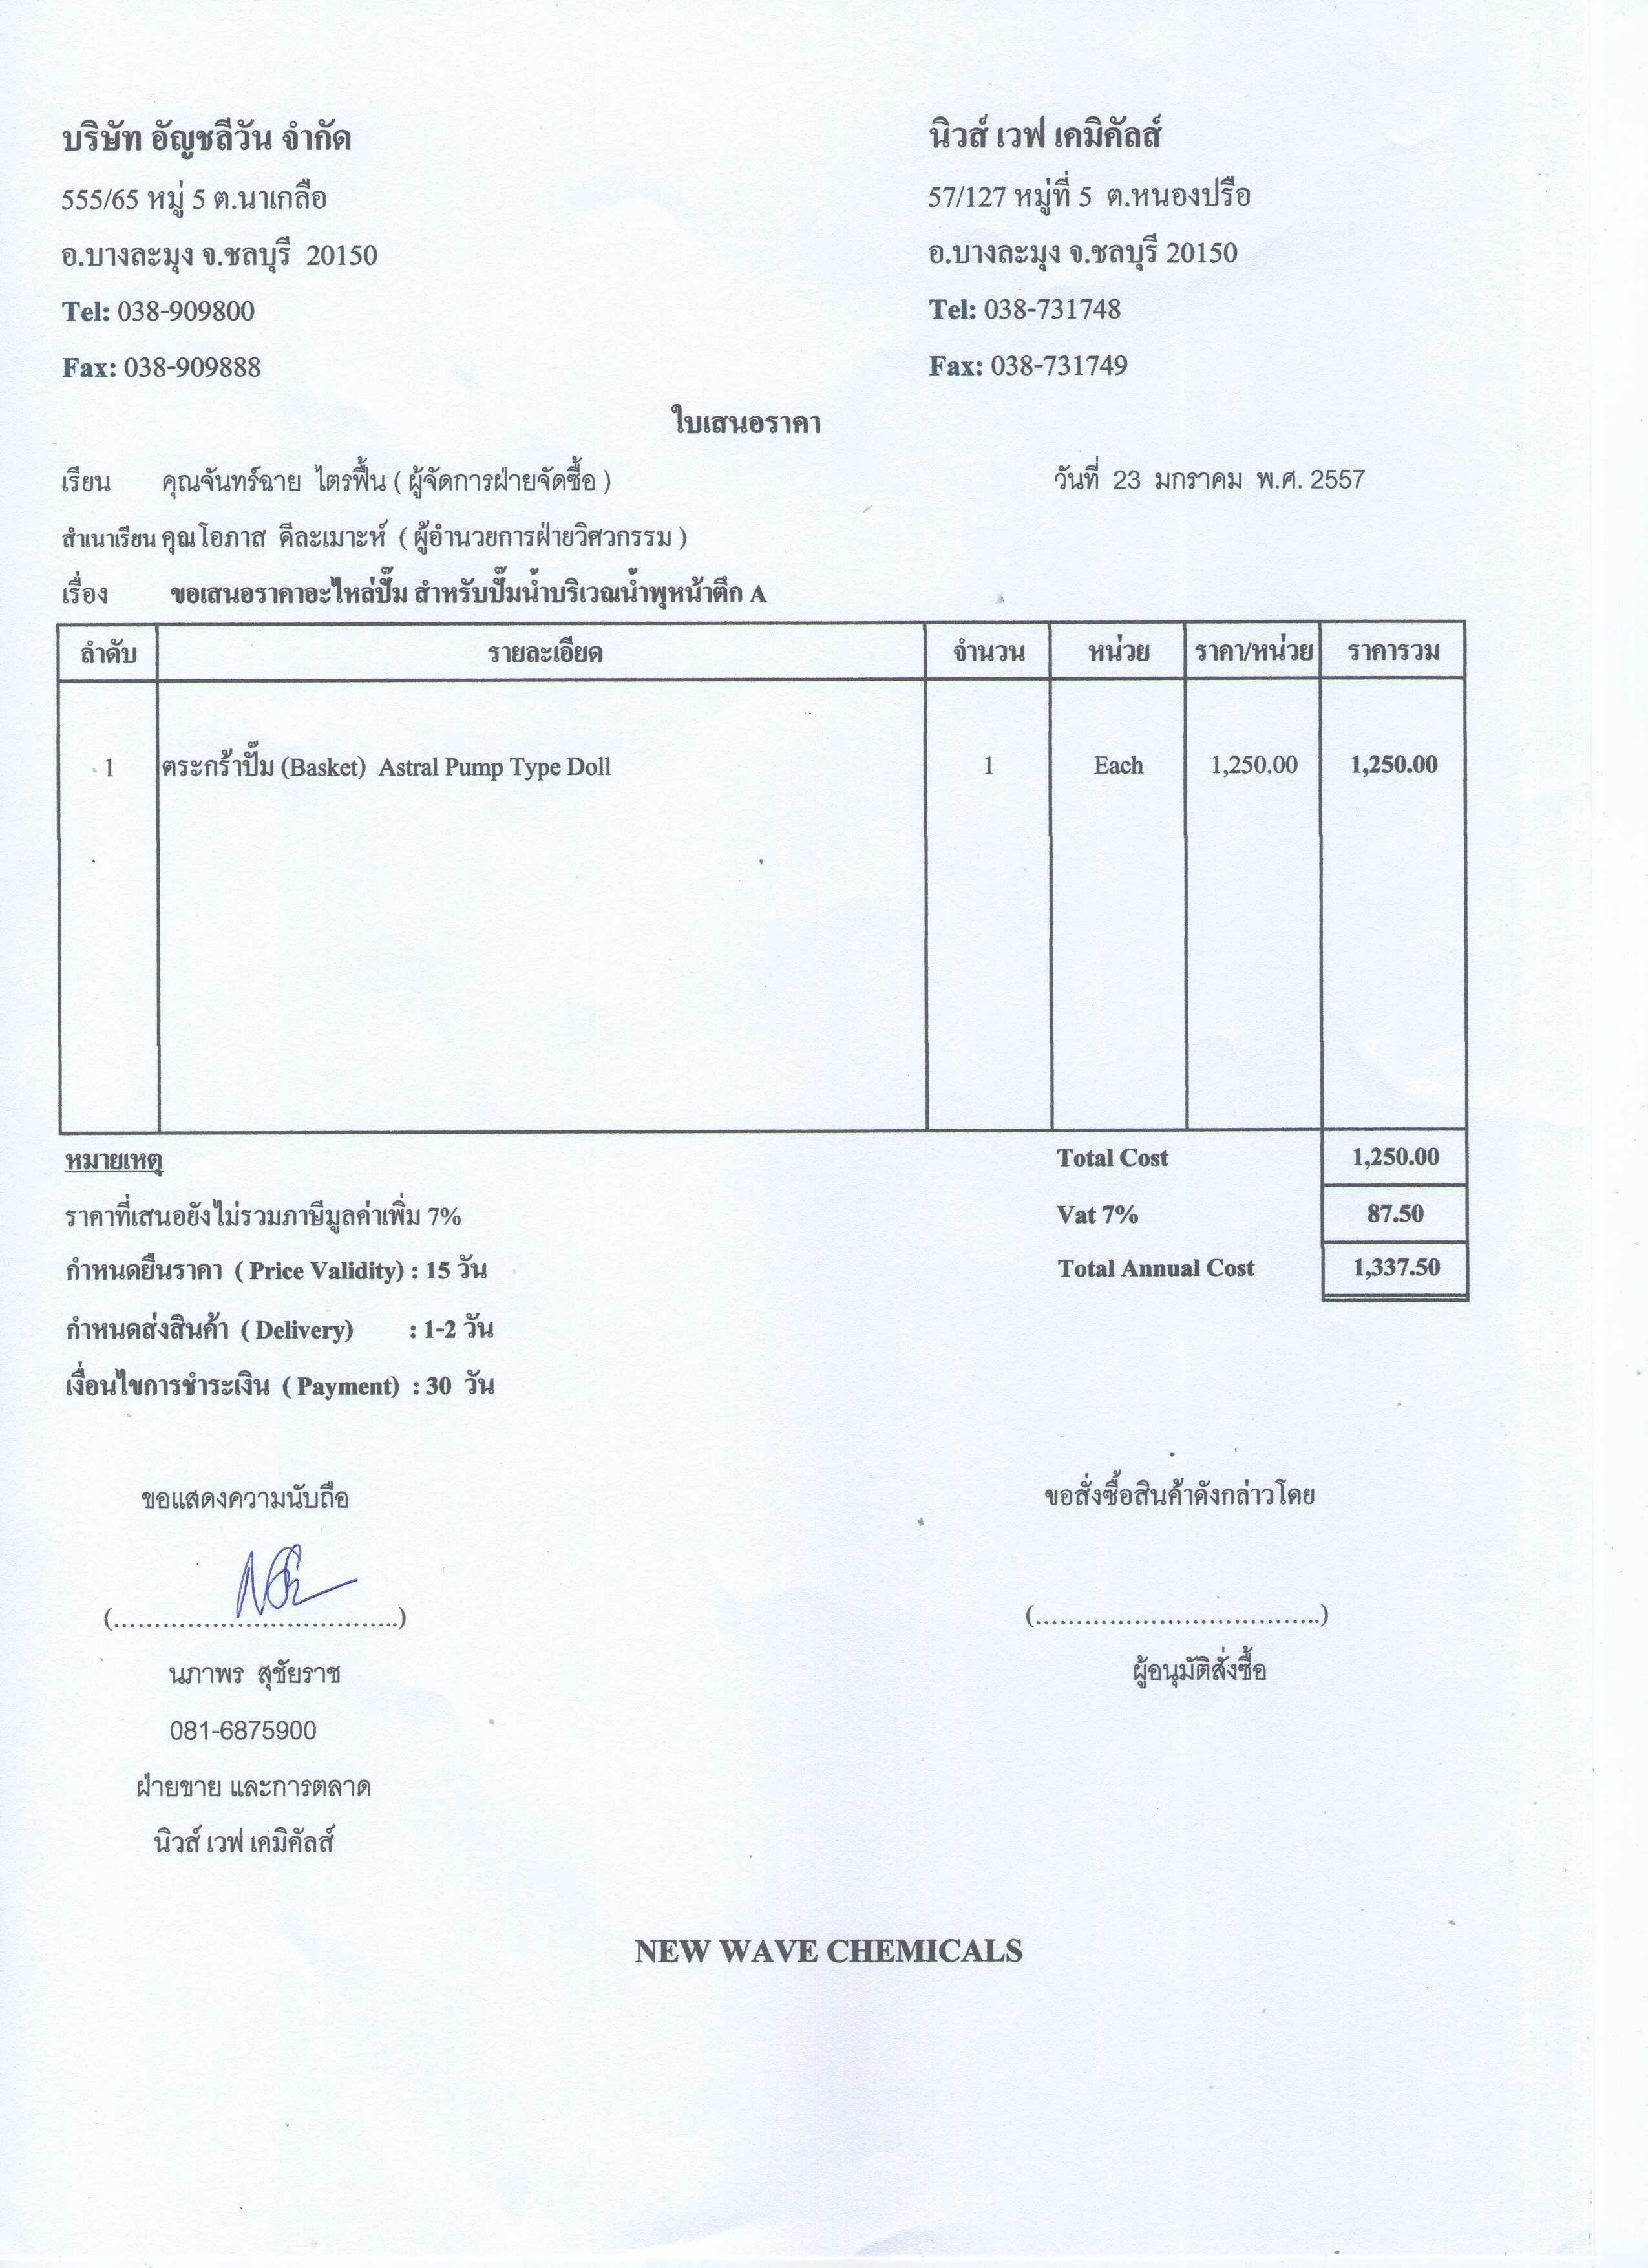 บริษัท อัญชลีวัน จำกัด
555/65 หมู่ 5 ต.นาเกลือ
อ.บางละมุง จ.ชลบุรี 20150
Tel: 038-909800
Fax: 038-909888
นิวส์ เวฟ เคมิคัลส์
57/127 หมู่ที่ 5 ต.หนองปรือ
อ.บางละมุง จ.ชลบุรี 20150
Tel: 038-731748
Fax: 038-731749
ใบเสนอราคา
เรียน คุณจันทร์ฉาย ไตรฟื้น ( ผู้จัดการฝ่ายจัดซื้อ ) วันที่ 23 มกราคม พ.ศ. 2557
สำเนาเรียน คุณโอภาส ดีละเมาะห์ ( ผู้อำนวยการฝ่ายวิศวกรรม )
เรื่อง ขอเสนอราคาอะไหล่ปั๊ม สำหรับปั๊มน้ำบริเวณน้ำพุหน้าตึก A
ลำดับ รายละเอียด จำนวน หน่วย ราคา/หน่วย ราคารวม
1 ตระกร้าปั๊ม (Basket) Astral Pump Type Doll 1 Each 1,250.00 1,250.00
หมายเหตุ Total Cost 1,250.00
ราคาที่เสนอยังไม่รวมภาษีมูลค่าเพิ่ม 7% Vat 7% 87.50
กำหนดยืนราคา ( Price Validity) : 15 วัน Total Annual Cost 1,337.50
กำหนดส่งสินค้า ( Delivery) : 1-2 วัน
เงื่อนไขการชำระเงิน ( Payment) : 30 วัน
ขอแสดงความนับถือ
(.....................................)
นภาพร สุชัยราช
081-6875900
ฝ่ายขาย และการตลาด
นิวส์ เวฟ เคมิคัลส์
ขอสั่งซื้อสินค้าดังกล่าวโดย
(.....................................)
ผู้อนุมัติสั่งซื้อ
NEW WAVE CHEMICALS